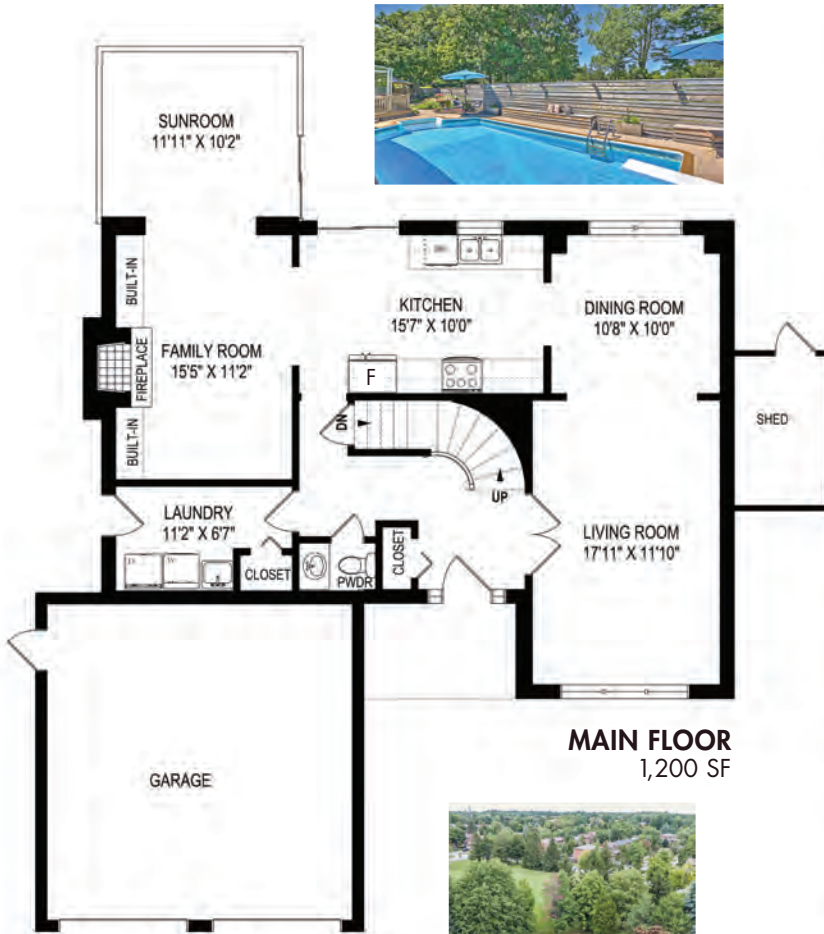 SUNROOM
11'11" X 10'2"
BUILT-IN
KITCHEN
15'7" X 10'0"
DINING ROOM
10'8" X 10'0"
FIREPLACE
FAMILY ROOM
15'5" X 11'2"
F
BUILT-IN
DN
UP
SHED
LAUNDRY
11'2" X 6'7"
CLOSET
PWDR
CLOSET
LIVING ROOM
17'11" X 11'10"
MAIN FLOOR
1,200 SF
GARAGE